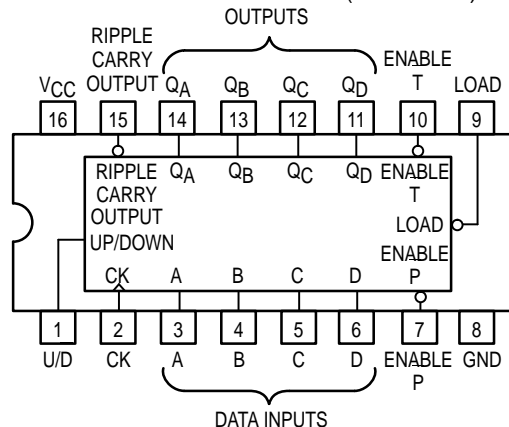 OUTPUTS
RIPPLE CARRY OUTPUT
VCC
QA
QB
QC
QD
ENABLE T
LOAD
16 15 14 13 12 11 10 9
RIPPLE CARRY OUTPUT
QA
QB
QC
QD
ENABLE T
LOAD
UP/DOWN
ENABLE P
CK A B C D
1 2 3 4 5 6 7 8
U/D CK A B C D ENABLE P GND
DATA INPUTS